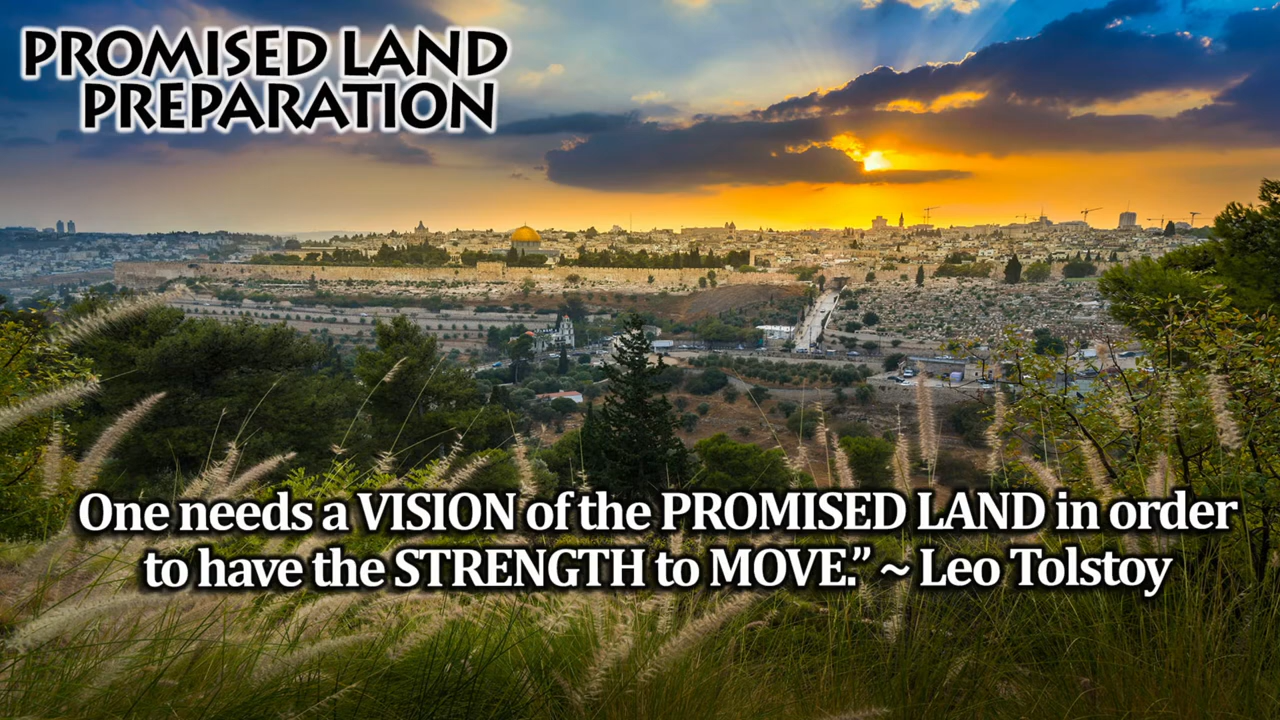 PROMISED LAND
PREPARATION
One needs a VISION of the PROMISED LAND in order
to have the STRENGTH to MOVE.” ~ Leo Tolstoy